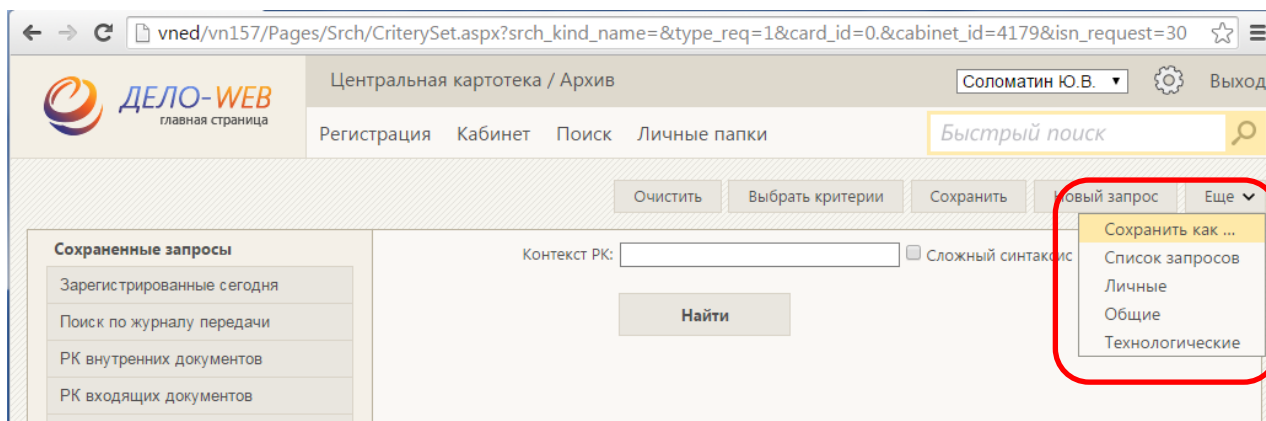 vned/vn157/Pages/Srch/CriterySet.aspx?srch_kind_name=&type_req=1&card_id=0.&cabinet_id=4179&isn_request=30
ДЕЛО-WEB
главная страница
Центральная картотека / Архив
Соломатин Ю.В.
Выход
Регистрация Кабинет Поиск Личные папки
Быстрый поиск
Очистить Выбрать критерии Сохранить Новый запрос Еще
Сохранить как ...
Список запросов
Личные
Общие
Технологические
Сохраненные запросы
Зарегистрированные сегодня
Поиск по журналу передачи
РК внутренних документов
РК входящих документов
Контекст РК:
Сложный синтаксис
Найти